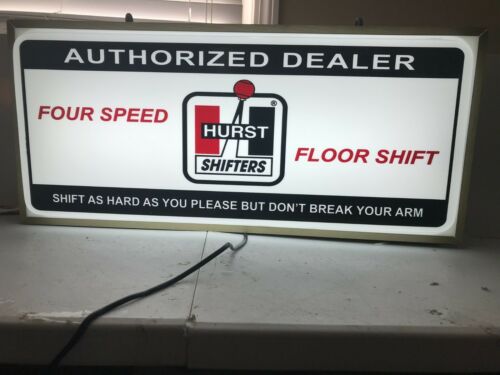 AUTHORIZED DEALER
FOUR SPEED
HURST
®
SHIFTERS
FLOOR SHIFT
SHIFT AS HARD AS YOU PLEASE BUT DON'T BREAK YOUR ARM